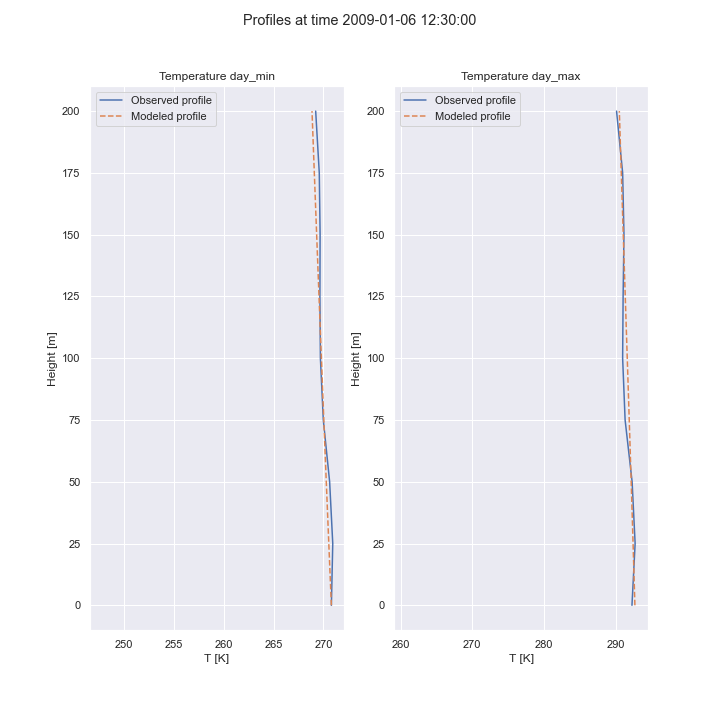 Profiles at time 2009-01-06 12:30:00
Temperature day_min
Observed profile
Modeled profile
200
175
150
125
100
75
50
25
0
Height [m]
250 255 260 265 270
T [K]
Temperature day_max
Observed profile
Modeled profile
200
175
150
125
100
75
50
25
0
Height [m]
260 270 280 290
T [K]